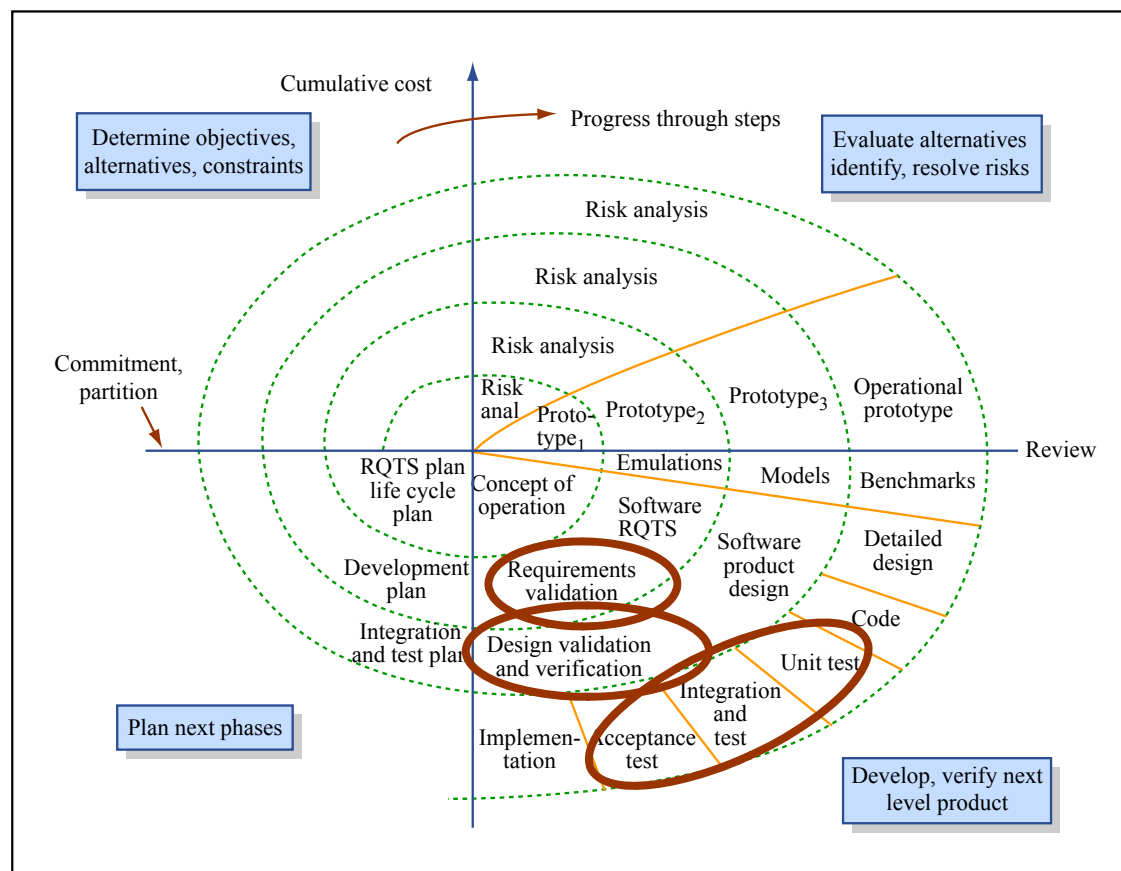 Cumulative cost
Progress through steps
Determine objectives,
alternatives, constraints
Evaluate alternatives
identify, resolve risks
Risk analysis
Risk analysis
Risk analysis
Risk
anal
Proto-
type1
Prototype2
Prototype3
Operational
prototype
Commitment,
partition
Review
RQTS plan
life cycle
plan
Concept of
operation
Emulations
Models
Benchmarks
Software
RQTS
Software
product
design
Detailed
design
Development
plan
Requirements
validation
Integration
and test plan
Design validation
and verification
Code
Unit test
Integration
and
test
Acceptance
test
Implemen-
tation
Plan next phases
Develop, verify next
level product